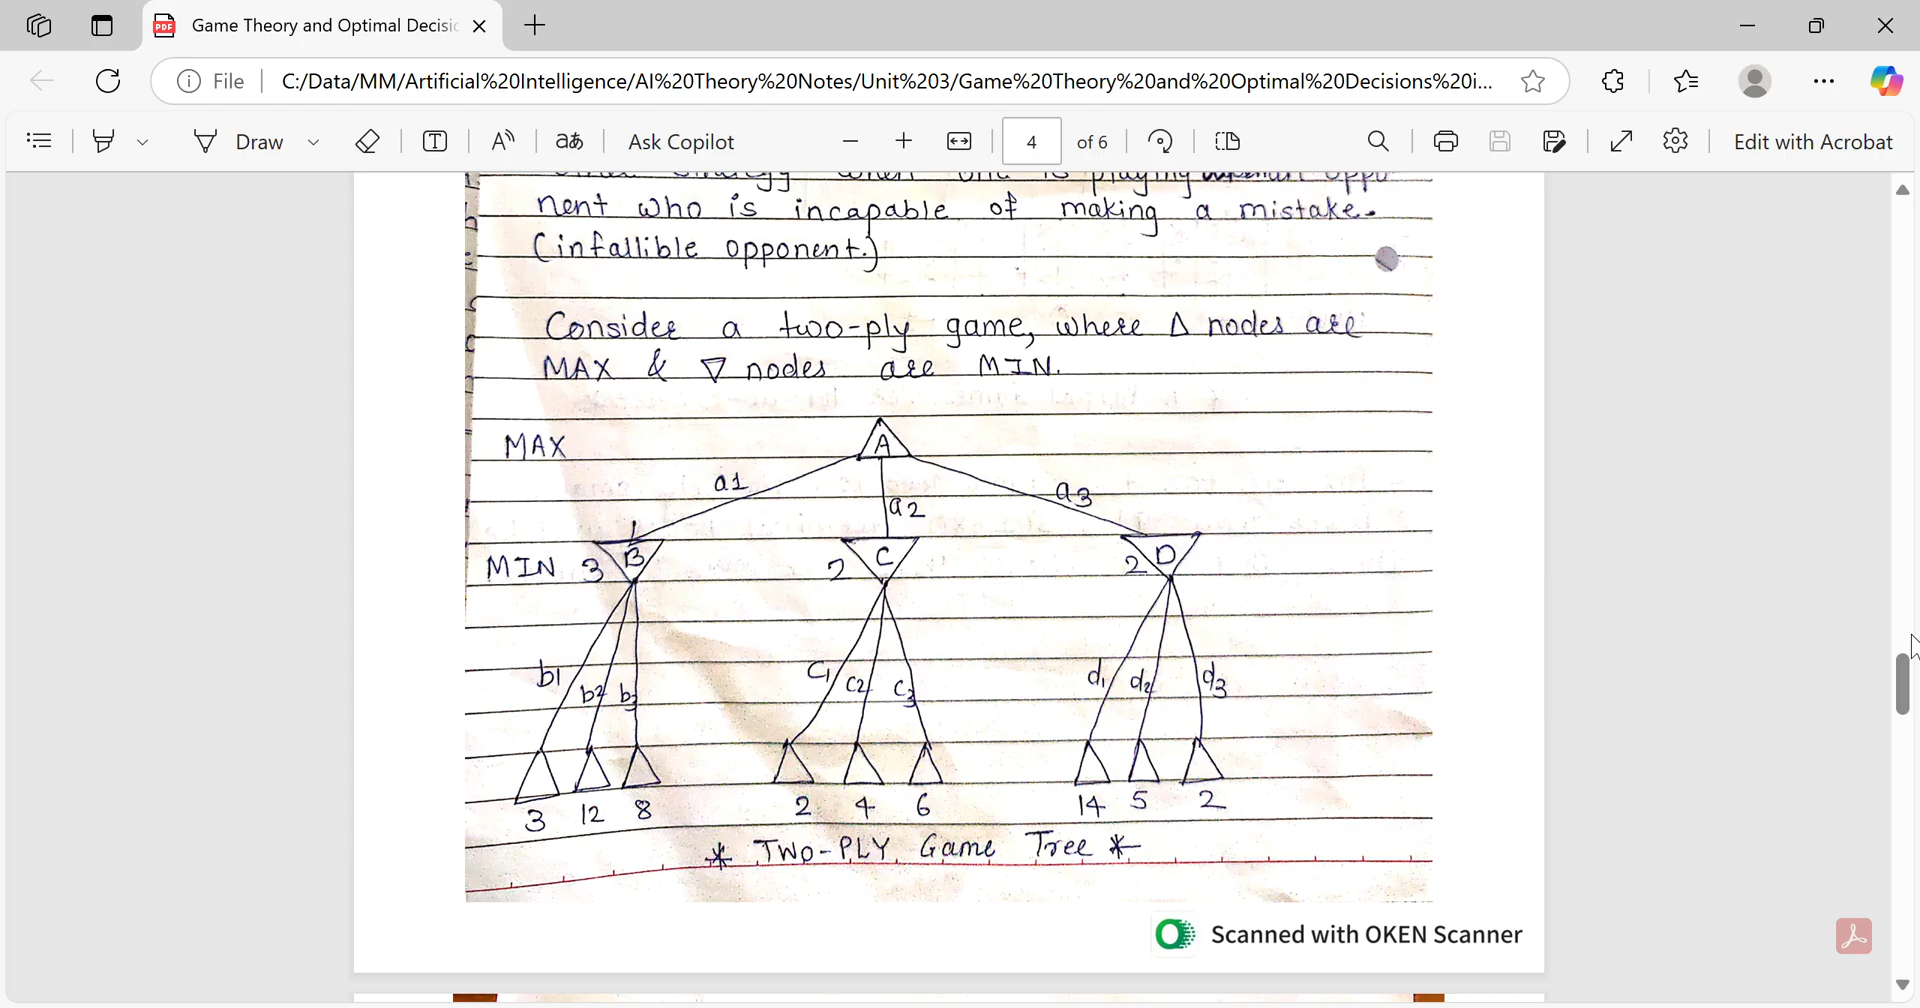 Game Theory and Optimal Decisi
File
C:/Data/MM/Artificial%20Intelligence/AI%20Theory%20Notes/Unit%203/Game%20Theory%20and%20Optimal%20Decisions%20i...
Draw
aあ
Ask Copilot
4 of 6
Edit with Acrobat
nent who is incapable of making a mistake.
(infallible opponent.)
Consider a two-ply game, where Δ nodes are
MAX & ∇ nodes are MIN.
MAX A
a1 a2 a3
MIN 3 B 2 C 2 D
b1 b2 b3 C1 C2 C3 d1 d2 d3
3 12 8 2 4 6 14 5 2
* TWO-PLY Game Tree *
Scanned with OKEN Scanner